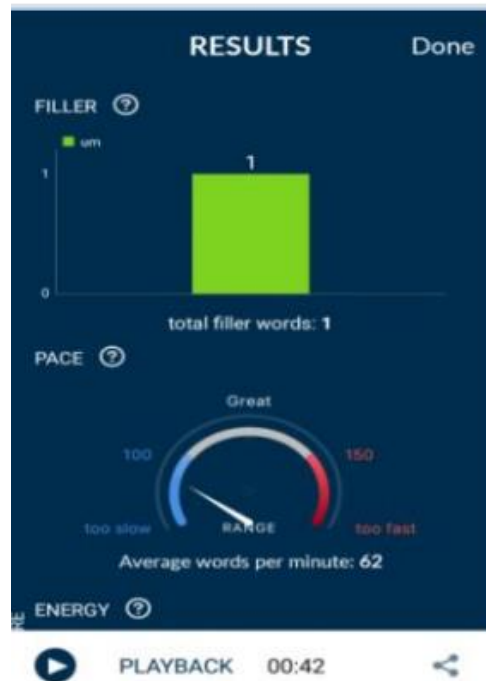 RESULTS Done
FILLER ?
um
1
1
0
total filler words: 1
PACE ?
Great
100 150
too slow RANGE too fast
Average words per minute: 62
ENERGY ?
RE
PLAYBACK 00:42